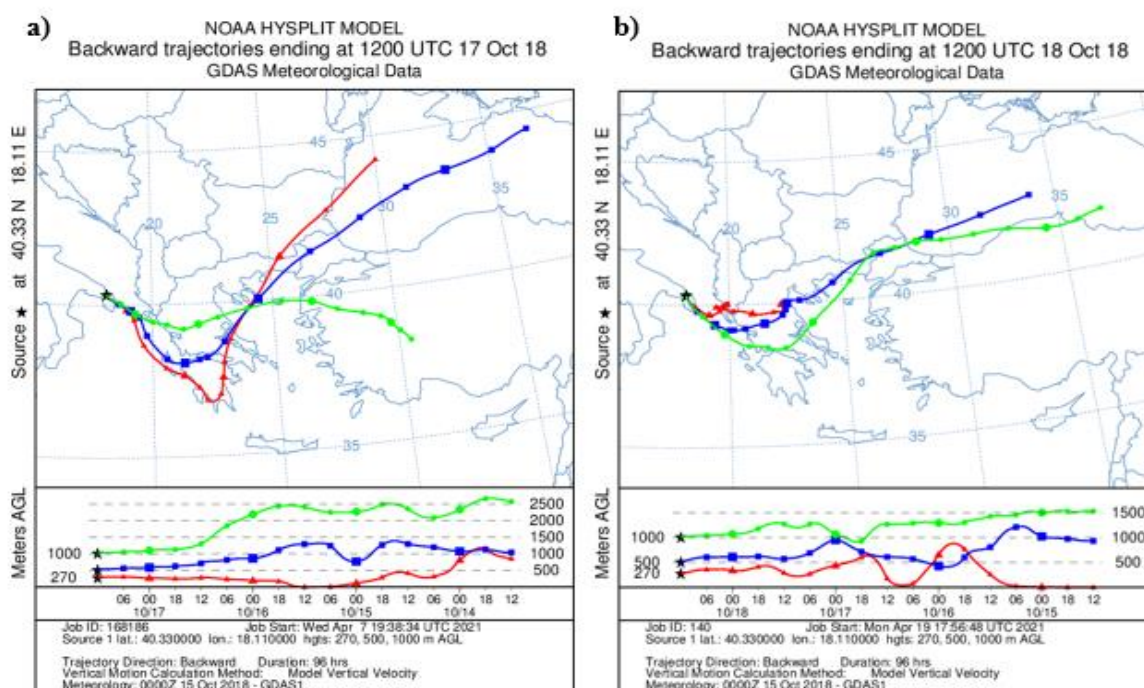 a)
NOAA HYSPLIT MODEL
Backward trajectories ending at 1200 UTC 17 Oct 18
GDAS Meteorological Data
Source ★ at 40.33 N 18.11 E
45
35
20
25
30
40
35
Meters AGL
2500
2000
1500
1000
1000
500
500
270
06 00 18 12 06 00 18 12 06 00 18 12 06 00 18 12
10/17 10/16 10/15 10/14
Job ID: 168186 Job Start: Wed Apr 7 19:38:34 UTC 2021
Source 1 lat.: 40.330000 lon.: 18.110000 hgts: 270, 500, 1000 m AGL
Trajectory Direction: Backward Duration: 96 hrs
Vertical Motion Calculation Method: Model Vertical Velocity
Meteorology: 0000Z 15 Oct 2018 - GDAS1
b)
NOAA HYSPLIT MODEL
Backward trajectories ending at 1200 UTC 18 Oct 18
GDAS Meteorological Data
Source ★ at 40.33 N 18.11 E
45
35
30
20
25
40
35
Meters AGL
1500
1000
1000
500
500
270
06 00 18 12 06 00 18 12 06 00 18 12 06 00 18 12
10/18 10/17 10/16 10/15
Job ID: 140 Job Start: Mon Apr 19 17:56:48 UTC 2021
Source 1 lat.: 40.330000 lon.: 18.110000 hgts: 270, 500, 1000 m AGL
Trajectory Direction: Backward Duration: 96 hrs
Vertical Motion Calculation Method: Model Vertical Velocity
Meteorology: 0000Z 15 Oct 2018 - GDAS1